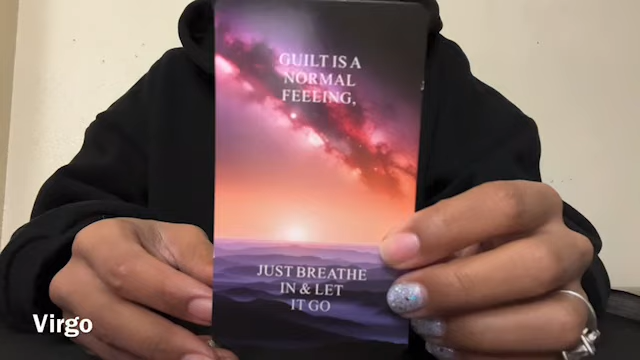 GUILT IS A
NORMAL
FEELING,
JUST BREATHE
IN & LET
IT GO
Virgo